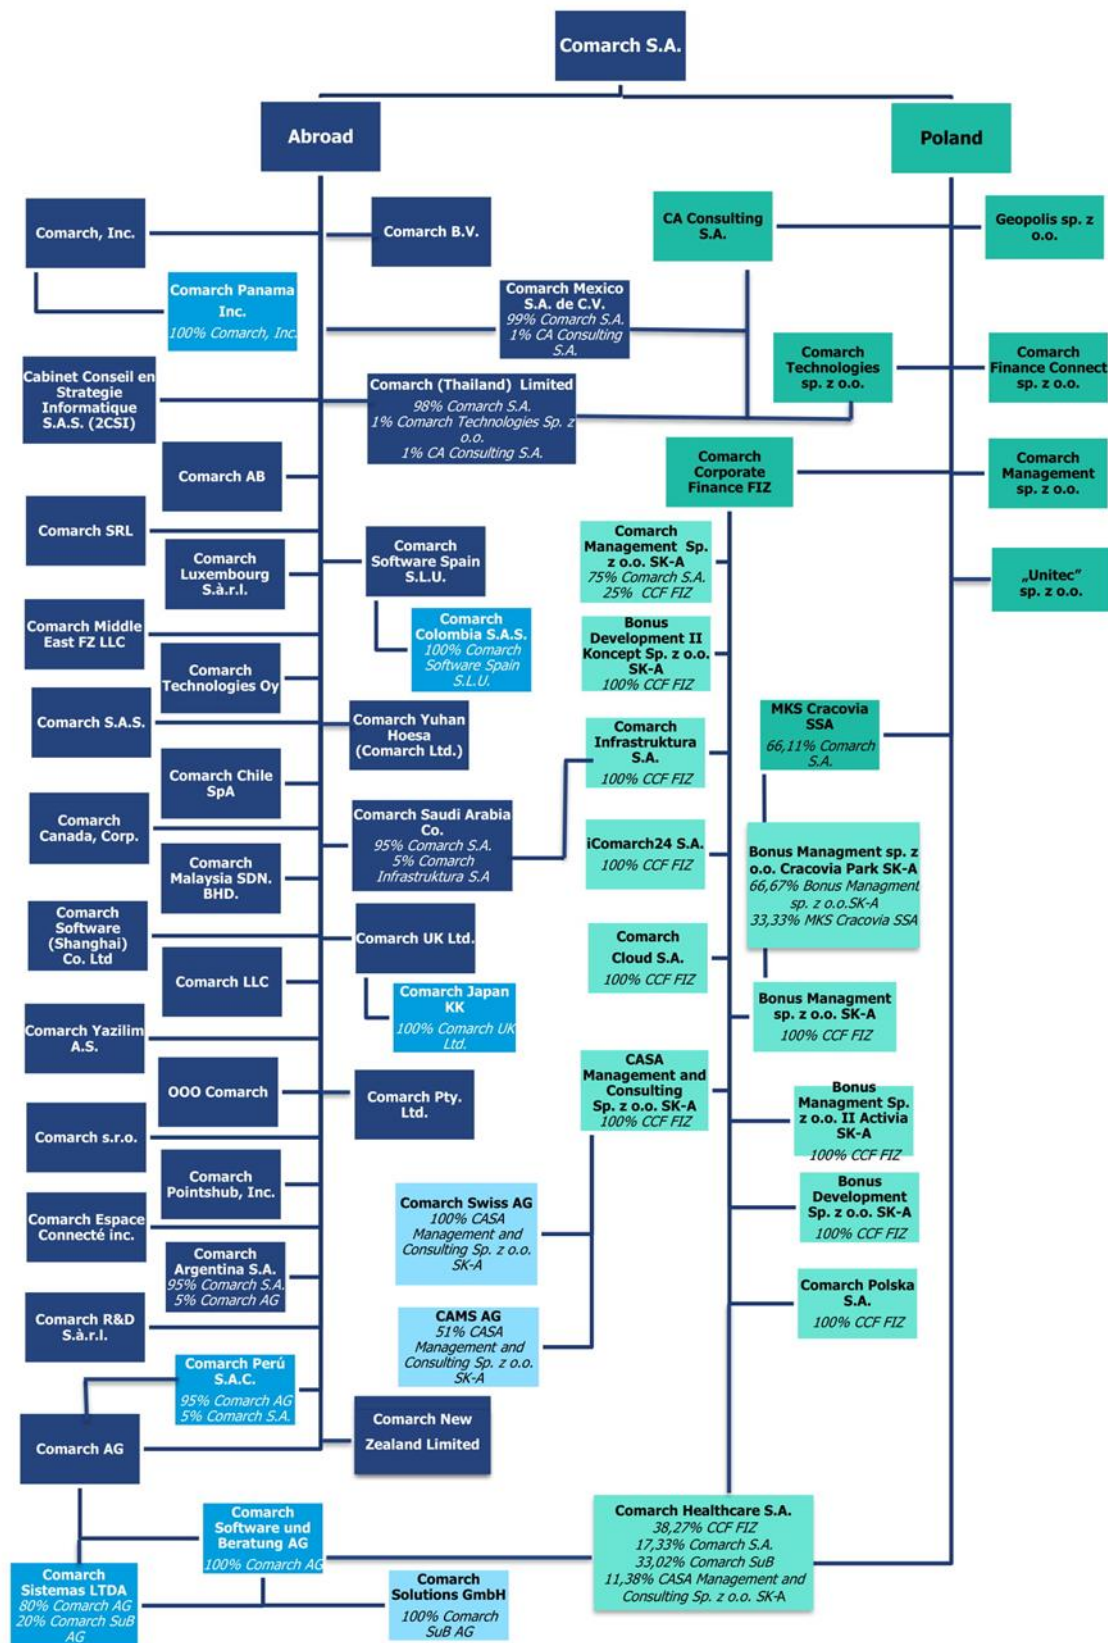 Comarch S.A.
Abroad
Poland
Comarch, Inc.
Comarch B.V.
CA Consulting
S.A.
Geopolis sp. z
o.o.
Comarch Panama
Inc.
100% Comarch, Inc.
Comarch Mexico
S.A. de C.V.
99% Comarch S.A.
1% CA Consulting
S.A.
Comarch
Technologies
sp. z o.o.
Comarch
Finance Connect
sp. z o.o.
Cabinet Conseil en
Strategie
Informatique
S.A.S. (2CSI)
Comarch (Thailand) Limited
98% Comarch S.A.
1% Comarch Technologies Sp. z
o.o.
1% CA Consulting S.A.
Comarch AB
Comarch
Corporate
Finance FIZ
Comarch
Management
sp. z o.o.
Comarch SRL
Comarch
Luxembourg
S.à.r.l.
Comarch
Software Spain
S.L.U.
Comarch
Management Sp.
z o.o. SK-A
75% Comarch S.A.
25% CCF FIZ
„Unitec”
sp. z o.o.
Comarch Middle
East FZ LLC
Comarch
Colombia S.A.S.
100% Comarch
Software Spain
S.L.U.
Bonus
Development II
Koncept Sp. z o.o.
SK-A
100% CCF FIZ
Comarch
Technologies Oy
Comarch S.A.S.
Comarch Yuhan
Hoesa
(Comarch Ltd.)
Comarch
Infrastruktura
S.A.
100% CCF FIZ
MKS Cracovia
SSA
66,11% Comarch
S.A.
Comarch Chile
SpA
Comarch
Canada, Corp.
Comarch Saudi Arabia
Co.
95% Comarch S.A.
5% Comarch
Infrastruktura S.A
iComarch24 S.A.
100% CCF FIZ
Bonus Managment sp. z
o.o. Cracovia Park SK-A
66,67% Bonus Managment
sp. z o.o.SK-A
33,33% MKS Cracovia SSA
Comarch
Malaysia SDN.
BHD.
Comarch
Software
(Shanghai)
Co. Ltd
Comarch UK Ltd.
Comarch
Cloud S.A.
100% CCF FIZ
Comarch LLC
Comarch Japan
KK
100% Comarch UK
Ltd.
Bonus Managment
sp. z o.o. SK-A
100% CCF FIZ
Comarch Yazilim
A.S.
OOO Comarch
Comarch Pty.
Ltd.
CASA
Management and
Consulting
Sp. z o.o. SK-A
100% CCF FIZ
Bonus
Managment Sp.
z o.o. II Activia
SK-A
100% CCF FIZ
Comarch s.r.o.
Comarch
Pointshub, Inc.
Comarch Swiss AG
100% CASA
Management and
Consulting Sp. z o.o.
SK-A
Bonus
Development
Sp. z o.o. SK-A
100% CCF FIZ
Comarch Espace
Connecté inc.
Comarch
Argentina S.A.
95% Comarch S.A.
5% Comarch AG
Comarch Polska
S.A.
100% CCF FIZ
Comarch R&D
S.à.r.l.
CAMS AG
51% CASA
Management and
Consulting Sp. z o.o.
SK-A
Comarch Perú
S.A.C.
95% Comarch AG
5% Comarch S.A.
Comarch AG
Comarch New
Zealand Limited
Comarch
Software und
Beratung AG
100% Comarch AG
Comarch Healthcare S.A.
38,27% CCF FIZ
17,33% Comarch S.A.
33,02% Comarch SuB
11,38% CASA Management and
Consulting Sp. z o.o. SK-A
Comarch
Sistemas LTDA
80% Comarch AG
20% Comarch SuB
AG
Comarch
Solutions GmbH
100% Comarch
SuB AG